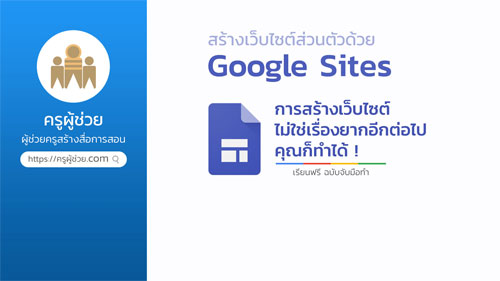 ครูผู้ช่วย
ผู้ช่วยครูสร้างสื่อการสอน
https://ครูผู้ช่วย.com
สร้างเว็บไซต์ส่วนตัวด้วย
Google Sites
การสร้างเว็บไซต์
ไม่ใช่เรื่องยากอีกต่อไป
คุณก็ทำได้ !
เรียนฟรี ฉบับจับมือทำ